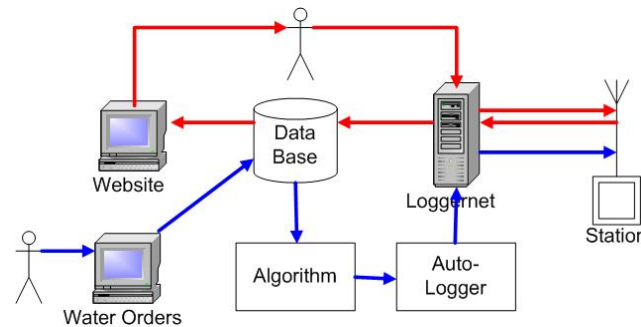 Data
Base
Website
Loggernet
Station
Algorithm
Auto-
Logger
Water Orders